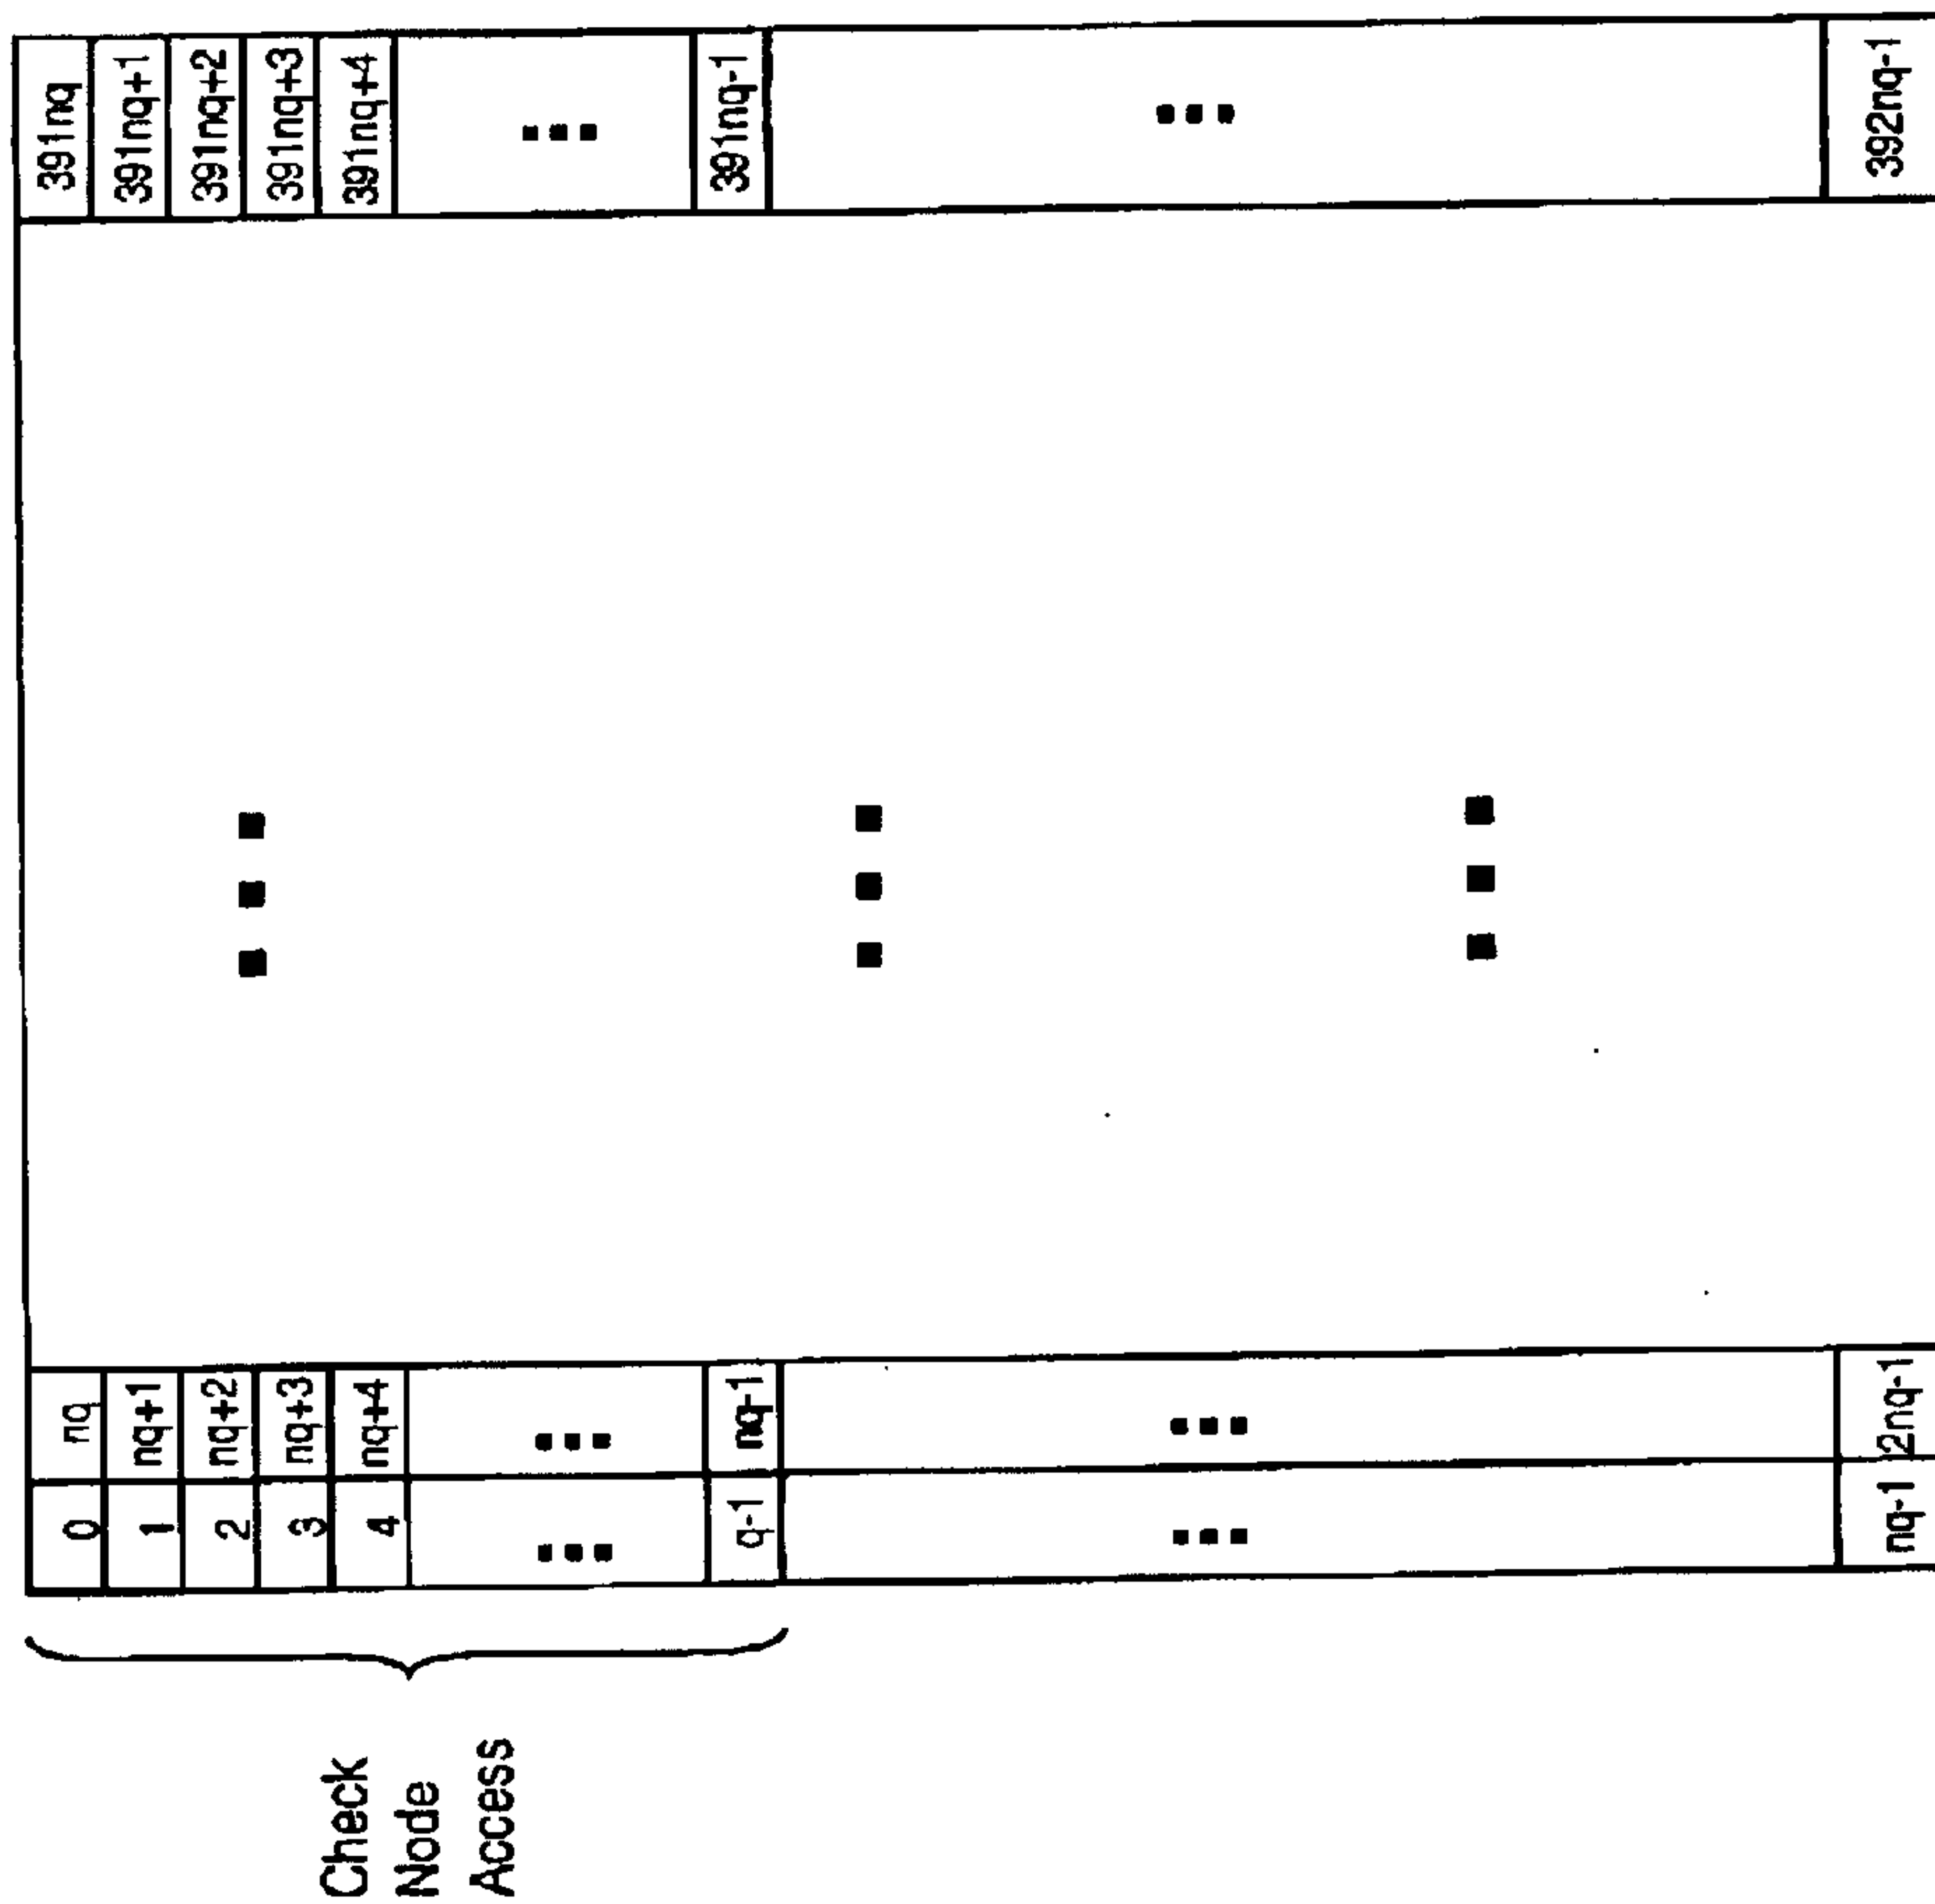 Check
Node
Access
0 nq 391nq
1 nq+1 391nq+1
2 nq+2 391nq+2
3 nq+3 391nq+3
4 nq+4 391nq+4
q-1 nq-1 391nq-1
nq-1 2nq-1 392nq-1